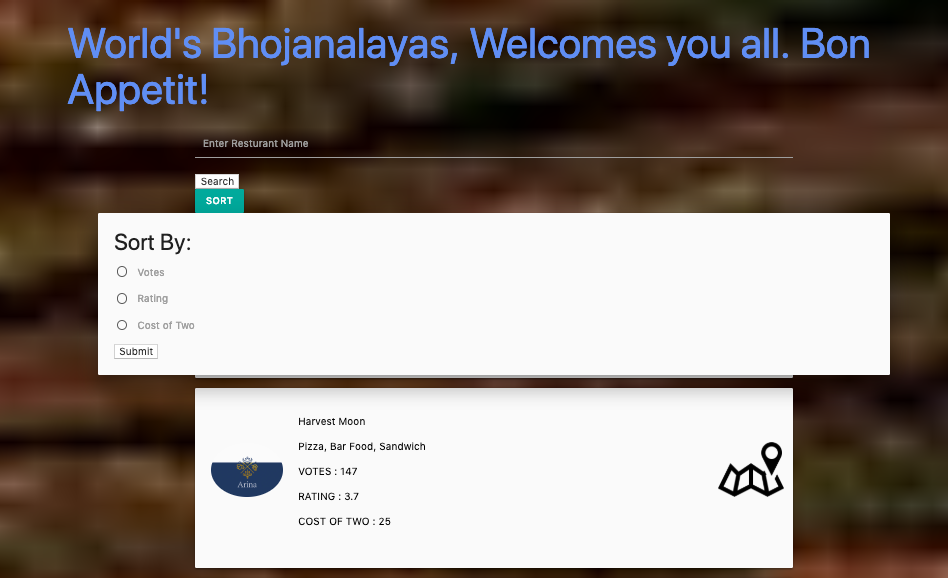 World's Bhojanalayas, Welcomes you all. Bon
Appetit!
Enter Resturant Name
Search
SORT
Sort By:
Votes
Rating
Cost of Two
Submit
Harvest Moon
Pizza, Bar Food, Sandwich
Arina
VOTES : 147
RATING : 3.7
COST OF TWO : 25